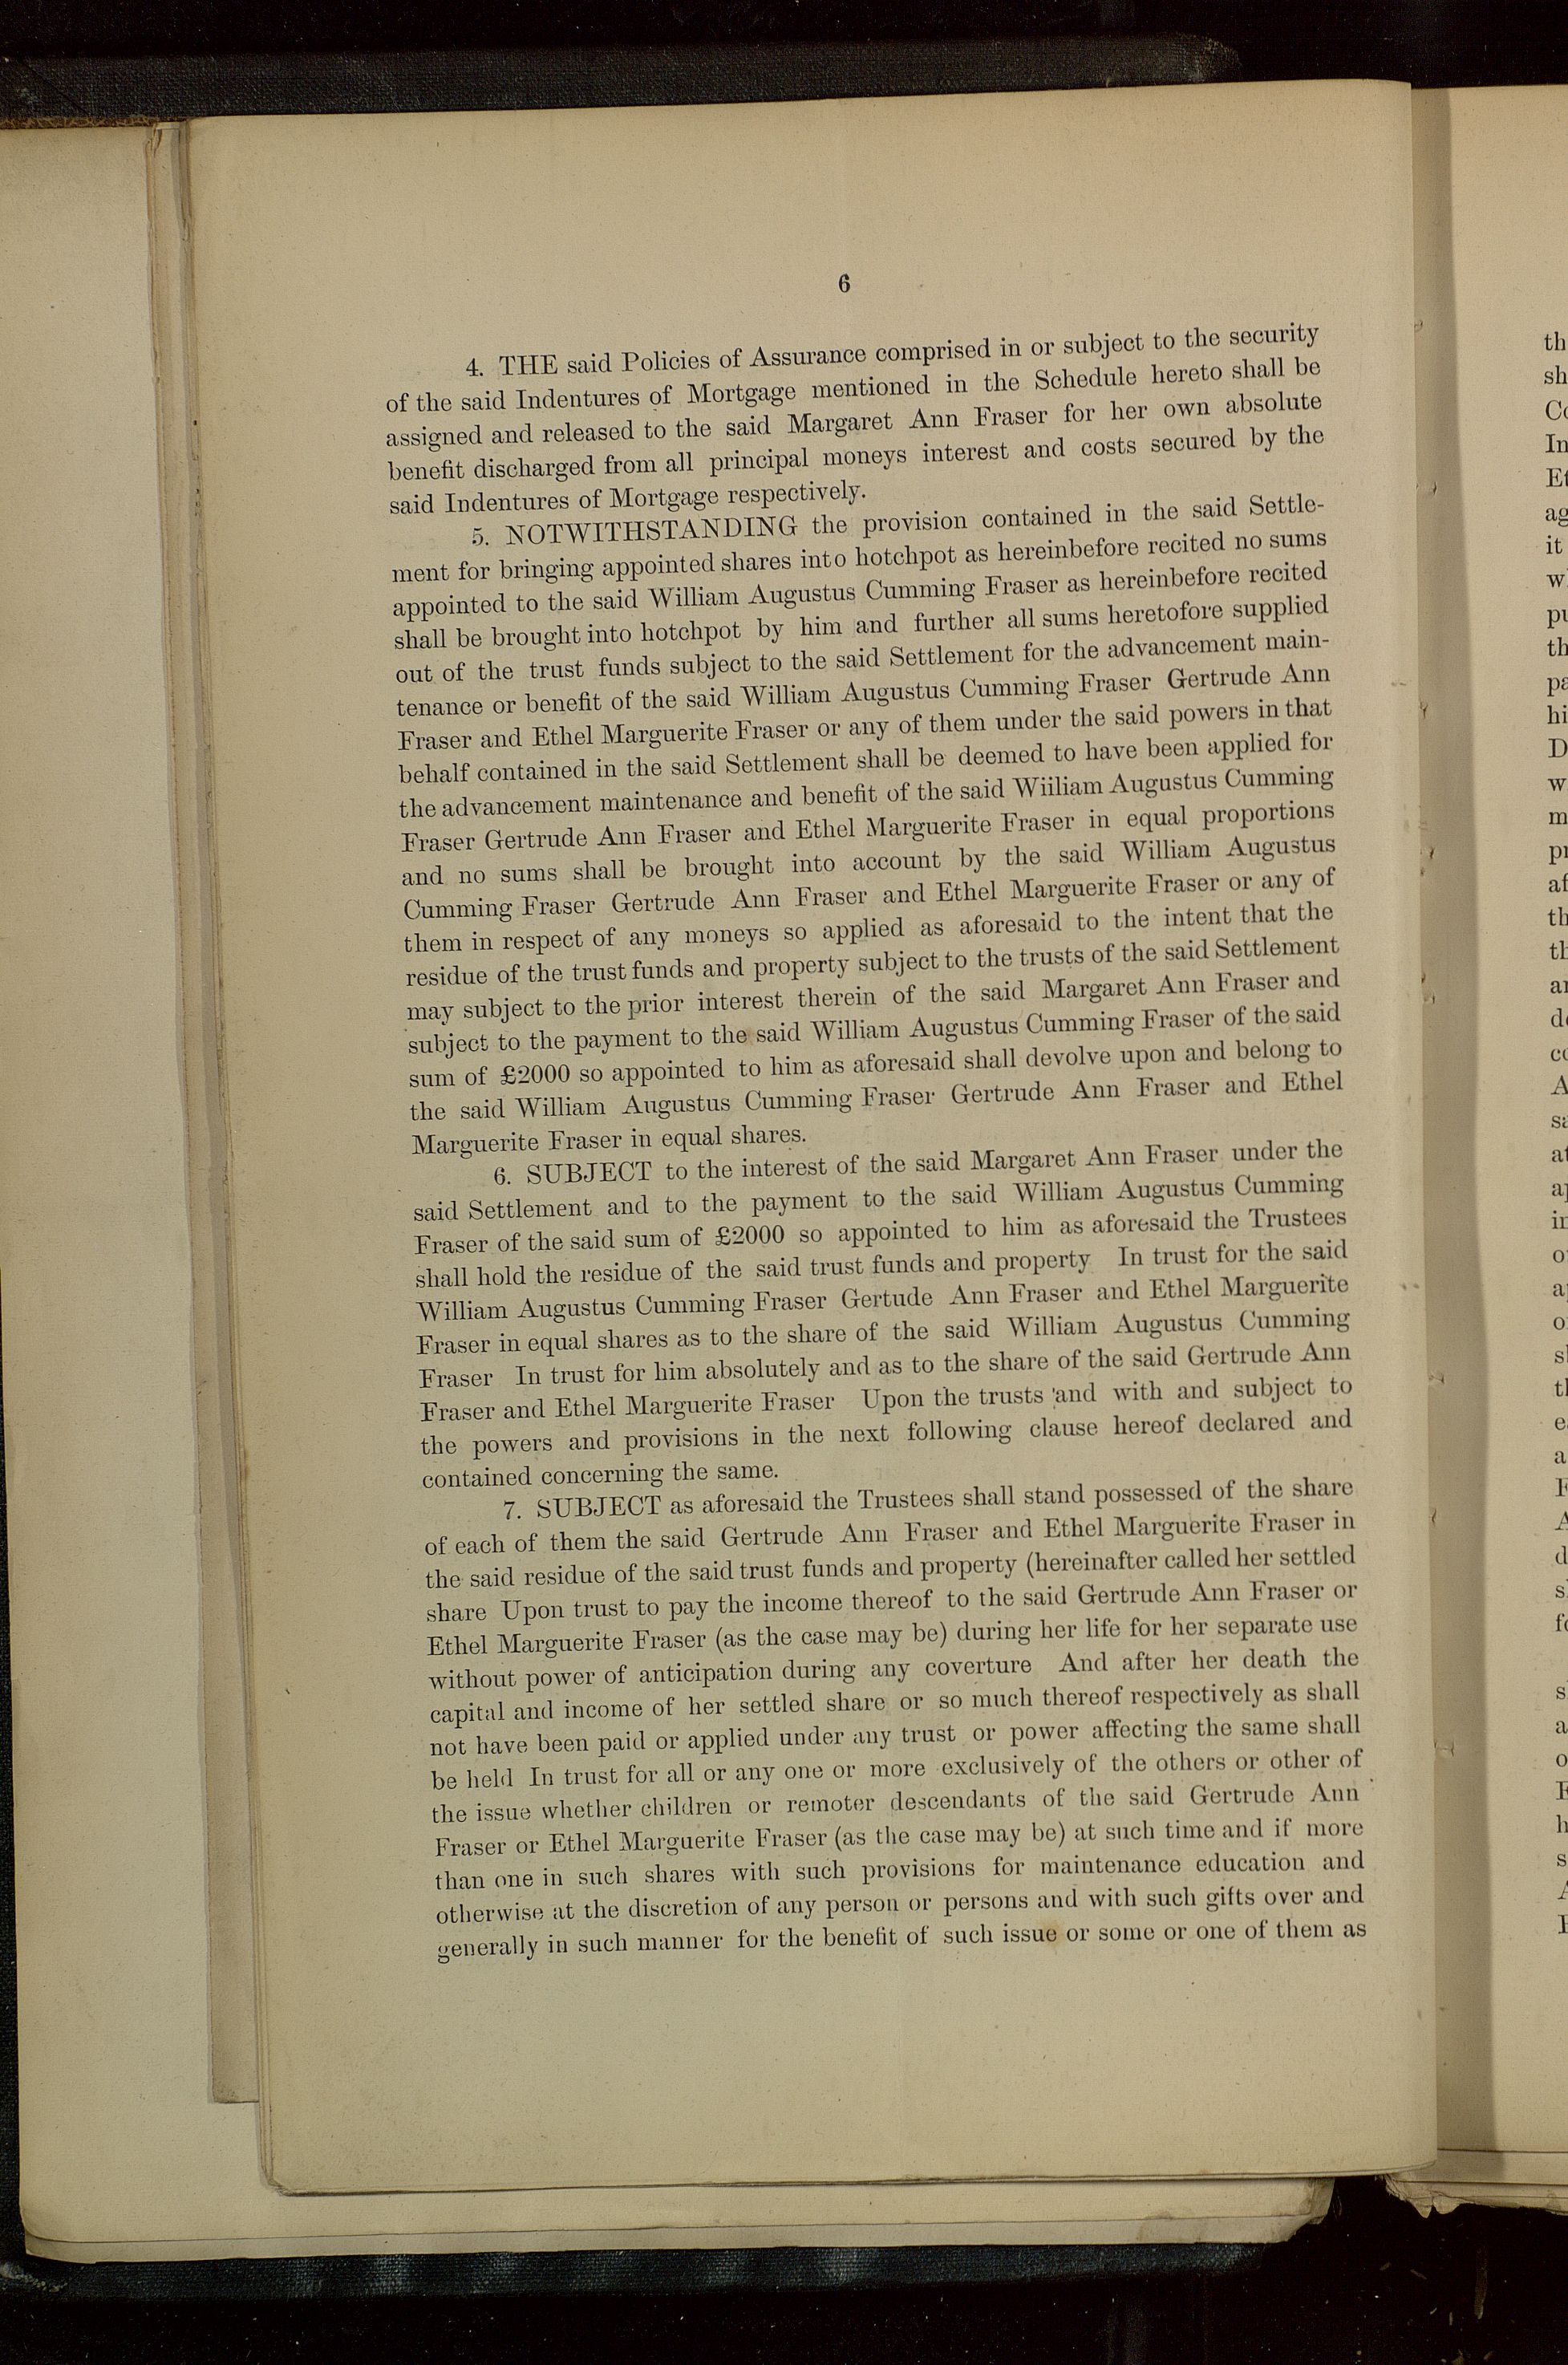 6
4. THE said Policies of Assurance comprised in or subject to the security
of the said Indentures of Mortgage mentioned in the Schedule hereto shall be
assigned and released to the said Margaret Ann Fraser for her own absolute
benefit discharged from all principal moneys interest and costs secured by the
said Indentures of Mortgage respectively.
5. NOTWITHSTANDING the provision contained in the said Settle-
ment for bringing appointed shares into hotchpot as hereinbefore recited no sums
appointed to the said William Augustus Cumming Fraser as hereinbefore recited
shall be brought into hotchpot by him and further all sums heretofore supplied
out of the trust funds subject to the said Settlement for the advancement main-
tenance or benefit of the said William Augustus Cumming Fraser Gertrude Ann
Fraser and Ethel Marguerite Fraser or any of them under the said powers in that
behalf contained in the said Settlement shall be deemed to have been applied for
the advancement maintenance and benefit of the said Wiiliam Augustus Cumming
Fraser Gertrude Ann Fraser and Ethel Marguerite Fraser in equal proportions
and no sums shall be brought into account by the said William Augustus
Cumming Fraser Gertrude Ann Fraser and Ethel Marguerite Fraser or any of
them in respect of any moneys so applied as aforesaid to the intent that the
residue of the trust funds and property subject to the trusts of the said Settlement
may subject to the prior interest therein of the said Margaret Ann Fraser and
subject to the payment to the said William Augustus Cumming Fraser of the said
sum of £2000 so appointed to him as aforesaid shall devolve upon and belong to
the said William Augustus Cumming Fraser Gertrude Ann Fraser and Ethel
Marguerite Fraser in equal shares.
6. SUBJECT to the interest of the said Margaret Ann Fraser under the
said Settlement and to the payment to the said William Augustus Cumming
Fraser of the said sum of £2000 so appointed to him as aforesaid the Trustees
shall hold the residue of the said trust funds and property In trust for the said
William Augustus Cumming Fraser Gertude Ann Fraser and Ethel Marguerite
Fraser in equal shares as to the share of the said William Augustus Cumming
Fraser In trust for him absolutely and as to the share of the said Gertrude Ann
Fraser and Ethel Marguerite Fraser Upon the trusts and with and subject to
the powers and provisions in the next following clause hereof declared and
contained concerning the same.
7. SUBJECT as aforesaid the Trustees shall stand possessed of the share
of each of them the said Gertrude Ann Fraser and Ethel Marguerite Fraser in
the said residue of the said trust funds and property (hereinafter called her settled
share Upon trust to pay the income thereof to the said Gertrude Ann Fraser or
Ethel Marguerite Fraser (as the case may be) during her life for her separate use
without power of anticipation during any coverture And after her death the
capital and income of her settled share or so much thereof respectively as shall
not have been paid or applied under any trust or power affecting the same shall
be held In trust for all or any one or more exclusively of the others or other of
the issue whether children or remoter descendants of the said Gertrude Ann
Fraser or Ethel Marguerite Fraser (as the case may be) at such time and if more
than one in such shares with such provisions for maintenance education and
otherwise at the discretion of any person or persons and with such gifts over and
generally in such manner for the benefit of such issue or some or one of them as